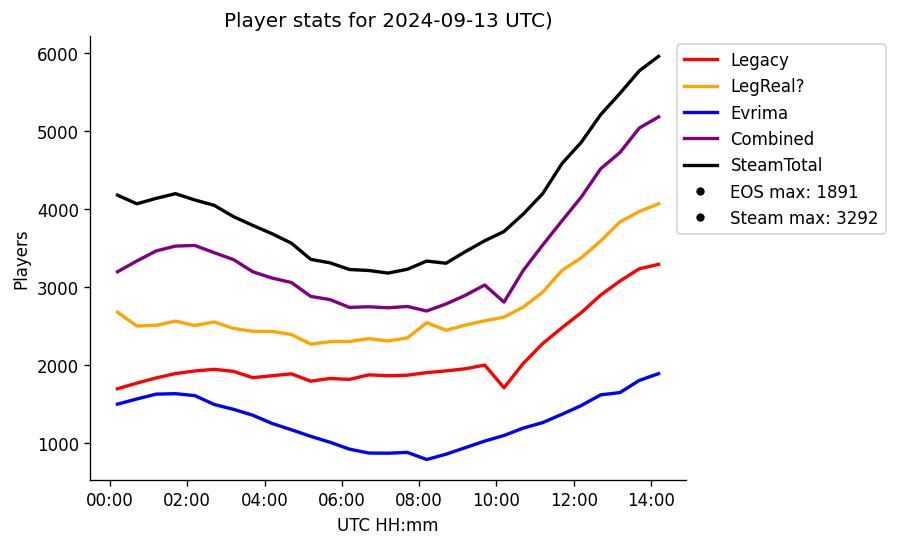 Player stats for 2024-09-13 UTC)
6000
5000
4000
3000
2000
1000
Players
00:00 02:00 04:00 06:00 08:00 10:00 12:00 14:00
UTC HH:mm
Legacy
LegReal?
Evrima
Combined
SteamTotal
EOS max: 1891
Steam max: 3292